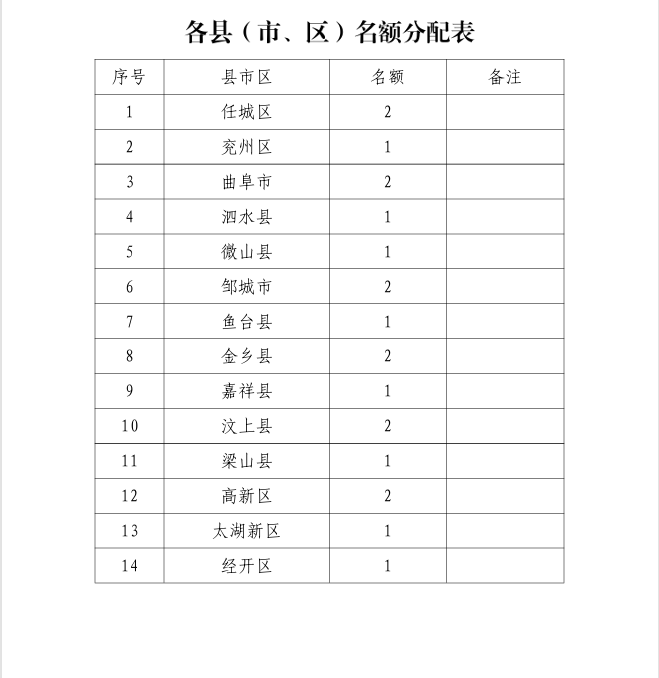 各县（市、区）名额分配表
序号 县市区 名额 备注
1 任城区 2
2 兖州区 1
3 曲阜市 2
4 泗水县 1
5 微山县 1
6 邹城市 2
7 鱼台县 1
8 金乡县 2
9 嘉祥县 1
10 汶上县 2
11 梁山县 1
12 高新区 2
13 太湖新区 1
14 经开区 1